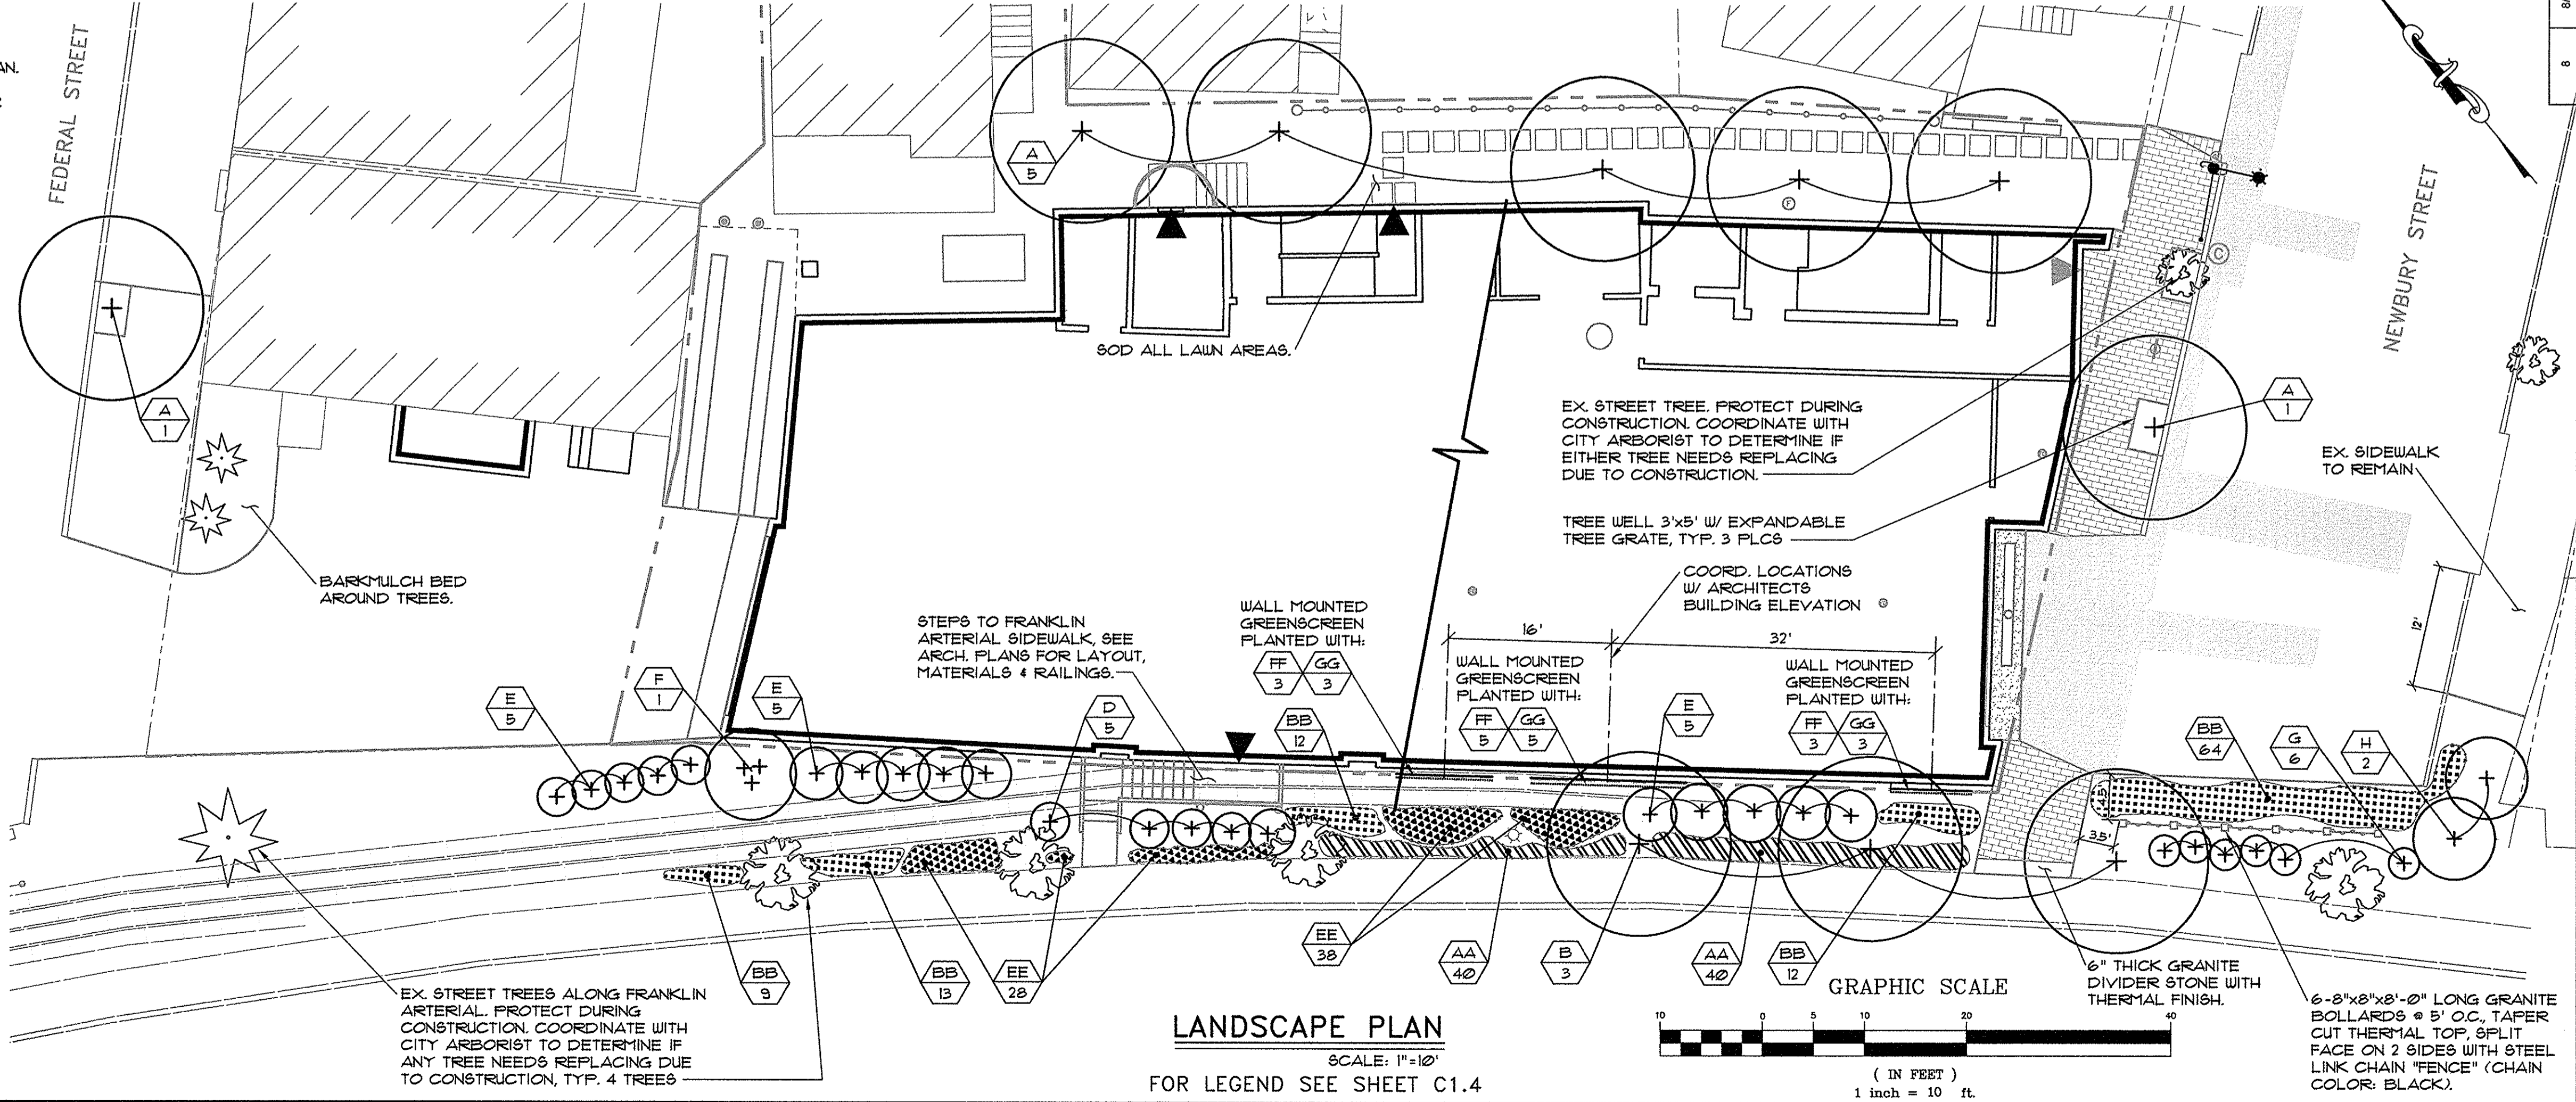 AN.
8
8/
FEDERAL STREET
NEWBURY STREET
A
5
A
1
A
1
F
C
SOD ALL LAWN AREAS.
EX. STREET TREE. PROTECT DURING
CONSTRUCTION. COORDINATE WITH
CITY ARBORIST TO DETERMINE IF
EITHER TREE NEEDS REPLACING
DUE TO CONSTRUCTION.
EX. SIDEWALK
TO REMAIN
TREE WELL 3'x5' W/ EXPANDABLE
TREE GRATE, TYP. 3 PLCS
BARKMULCH BED
AROUND TREES.
COORD. LOCATIONS
W/ ARCHITECTS
BUILDING ELEVATION
STEPS TO FRANKLIN
ARTERIAL SIDEWALK, SEE
ARCH. PLANS FOR LAYOUT,
MATERIALS & RAILINGS.
WALL MOUNTED
GREENSCREEN
PLANTED WITH:
FF GG
3 3
16'
32'
12'
WALL MOUNTED
GREENSCREEN
PLANTED WITH:
FF GG
5 5
WALL MOUNTED
GREENSCREEN
PLANTED WITH:
FF GG
3 3
E
5
F
1
E
5
D
5
BB
12
E
5
BB
64
G
6
H
2
4.5'
3.5'
BB
9
BB
13
EE
28
EE
38
AA
40
B
3
AA
40
BB
12
EX. STREET TREES ALONG FRANKLIN
ARTERIAL. PROTECT DURING
CONSTRUCTION. COORDINATE WITH
CITY ARBORIST TO DETERMINE IF
ANY TREE NEEDS REPLACING DUE
TO CONSTRUCTION, TYP. 4 TREES
6" THICK GRANITE
DIVIDER STONE WITH
THERMAL FINISH.
6-8"x8"x8'-0" LONG GRANITE
BOLLARDS @ 5' O.C., TAPER
CUT THERMAL TOP, SPLIT
FACE ON 2 SIDES WITH STEEL
LINK CHAIN "FENCE" (CHAIN
COLOR: BLACK).
LANDSCAPE PLAN
SCALE: 1"=10'
FOR LEGEND SEE SHEET C1.4
GRAPHIC SCALE
10 0 5 10 20 40
( IN FEET )
1 inch = 10 ft.